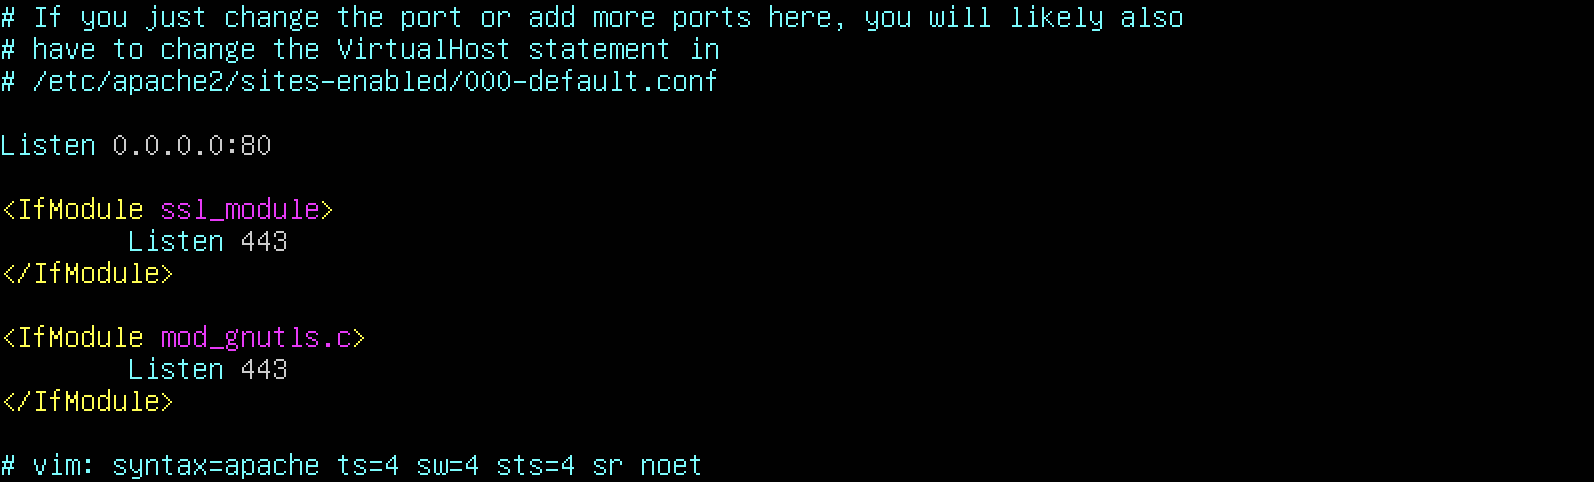 # If you just change the port or add more ports here, you will likely also
# have to change the VirtualHost statement in
# /etc/apache2/sites-enabled/000-default.conf

Listen 0.0.0.0:80

<IfModule ssl_module>
        Listen 443
</IfModule>

<IfModule mod_gnutls.c>
        Listen 443
</IfModule>

# vim: syntax=apache ts=4 sw=4 sts=4 sr noet